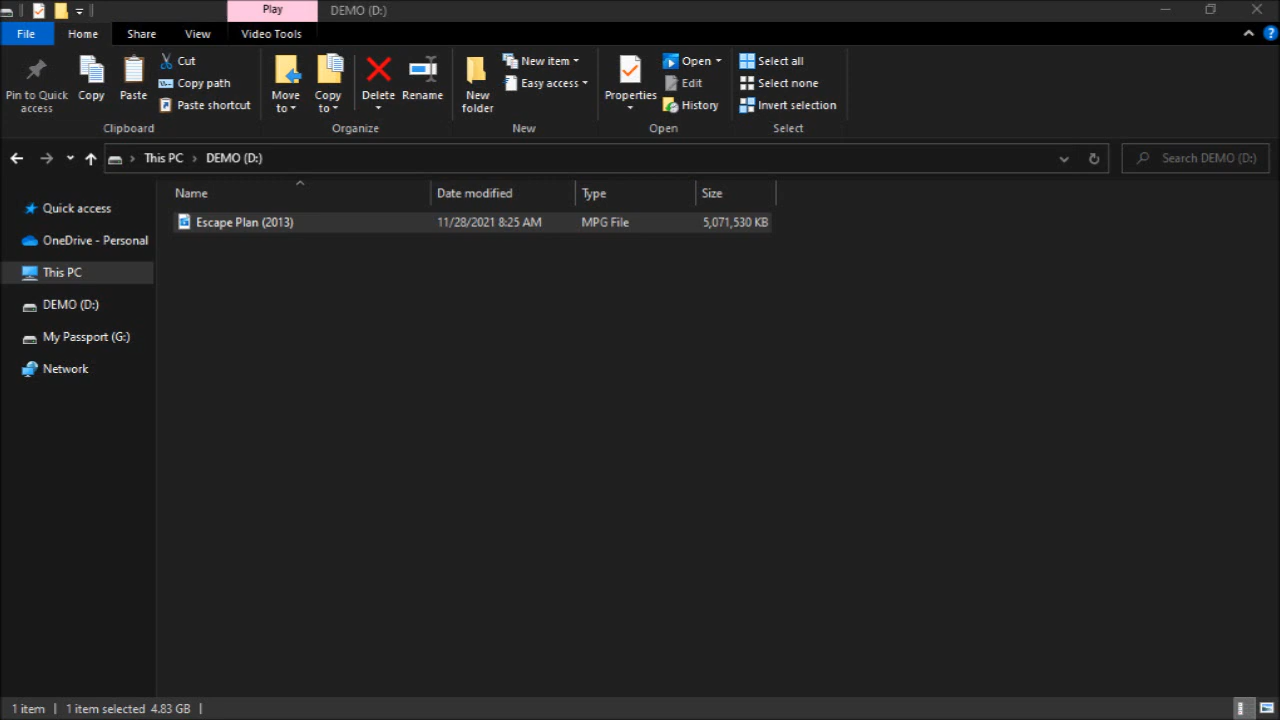 Play DEMO (D:)
File Home Share View Video Tools
Pin to Quick access
Copy
Paste
Cut
Copy path
Paste shortcut
Clipboard
Move to
Copy to
Delete
Rename
Organize
New folder
New item
Easy access
New
Properties
Open
Edit
History
Open
Select all
Select none
Invert selection
Select
This PC DEMO (D:)
Search DEMO (D:)
Name Date modified Type Size
Escape Plan (2013) 11/28/2021 8:25 AM MPG File 5,071,530 KB
Quick access
OneDrive - Personal
This PC
DEMO (D:)
My Passport (G:)
Network
1 item 1 item selected 4.83 GB